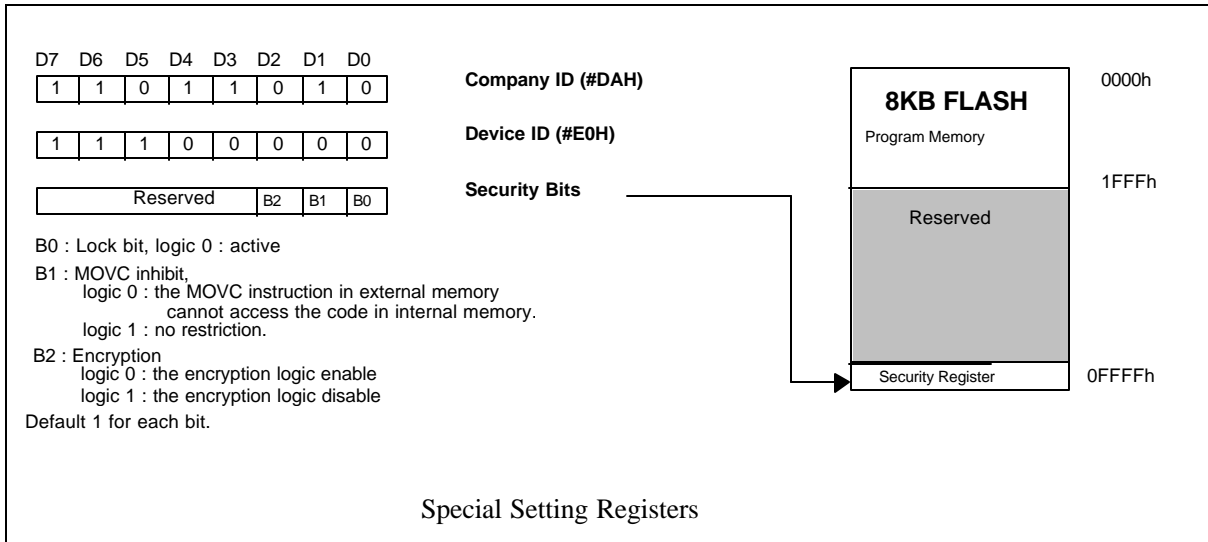 D7 D6 D5 D4 D3 D2 D1 D0
1 1 0 1 1 0 1 0
Company ID (#DAH)
1 1 1 0 0 0 0 0
Device ID (#E0H)
Reserved B2 B1 B0
Security Bits
B0 : Lock bit, logic 0 : active
B1 : MOVC inhibit,
logic 0 : the MOVC instruction in external memory
cannot access the code in internal memory.
logic 1 : no restriction.
B2 : Encryption
logic 0 : the encryption logic enable
logic 1 : the encryption logic disable
Default 1 for each bit.
8KB FLASH
Program Memory
0000h
1FFFh
Reserved
Security Register
0FFFFh
Special Setting Registers